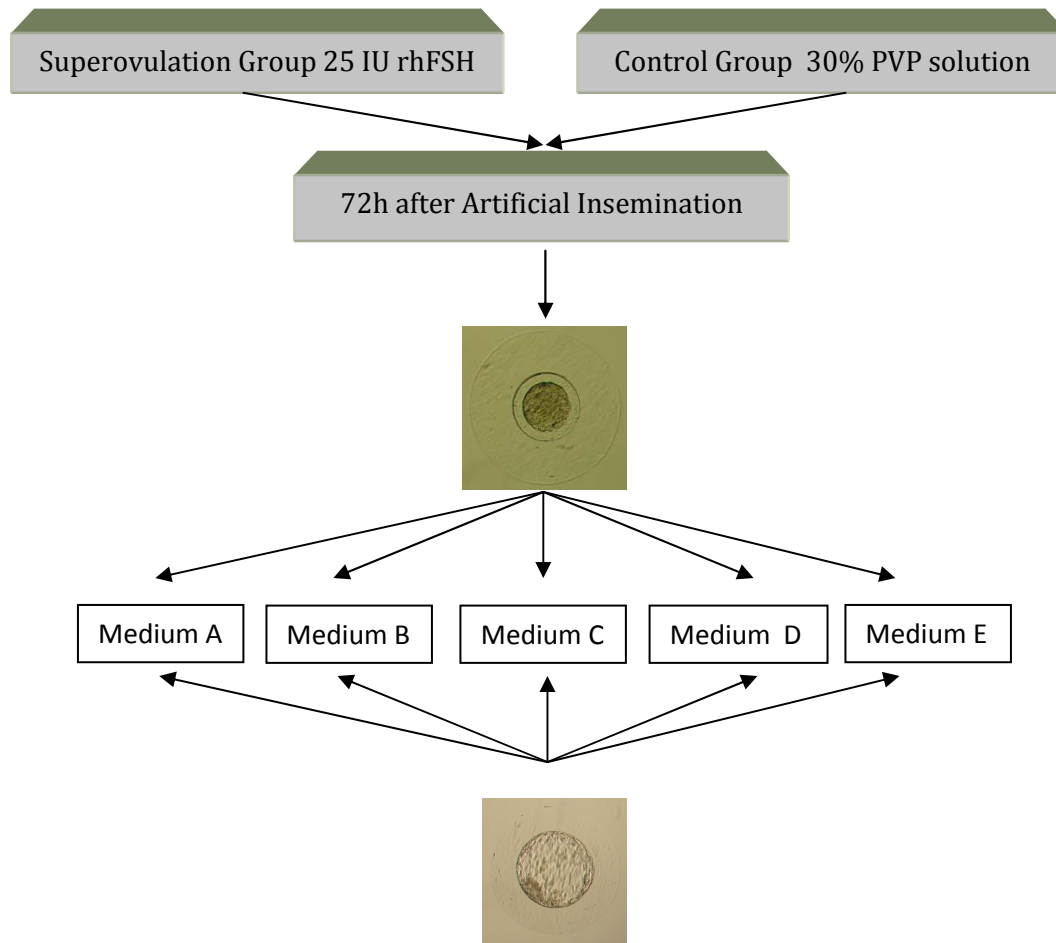 Superovulation Group 25 IU rhFSH
Control Group 30% PVP solution
72h after Artificial Insemination
Medium A
Medium B
Medium C
Medium D
Medium E